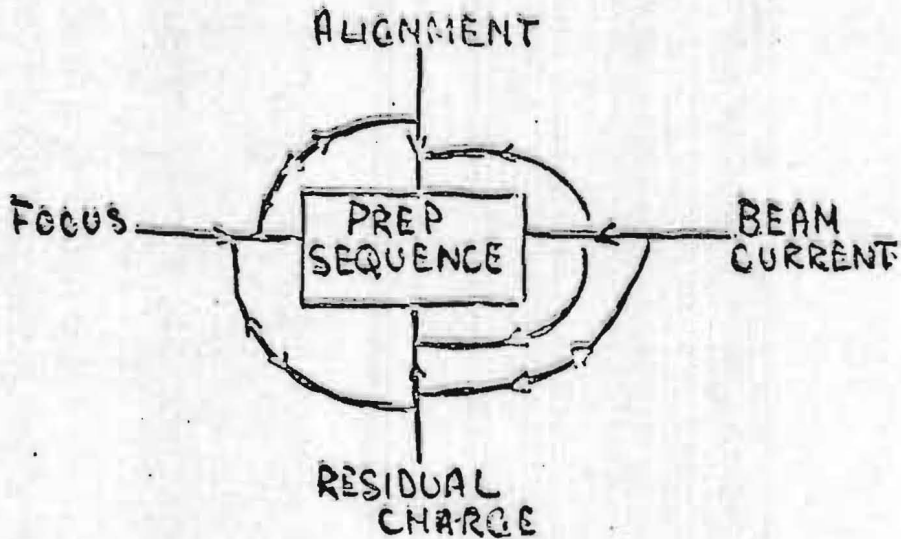 ALIGNMENT
FOCUS
PREP
SEQUENCE
BEAM
CURRENT
RESIDUAL
CHARGE